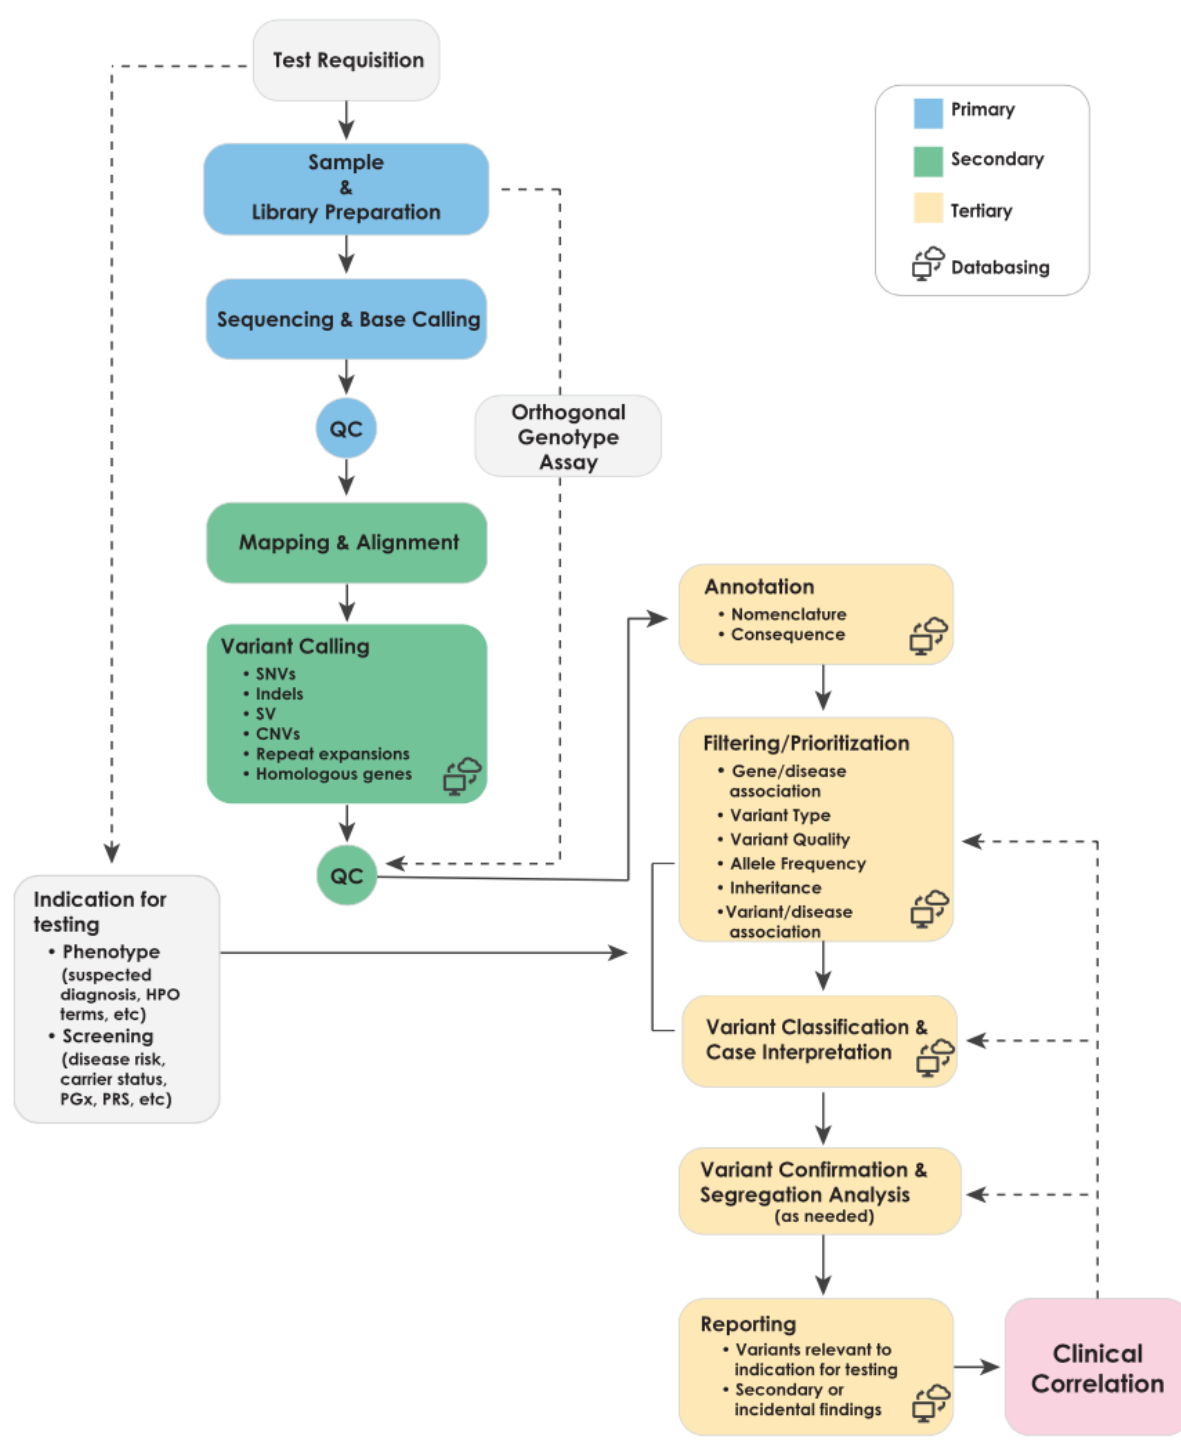 Test Requisition
Sample
&
Library Preparation
Sequencing & Base Calling
QC
Orthogonal
Genotype
Assay
Mapping & Alignment
Variant Calling
• SNVs
• Indels
• SV
• CNVs
• Repeat expansions
• Homologous genes
QC
Indication for
testing
• Phenotype
(suspected
diagnosis, HPO
terms, etc)
• Screening
(disease risk,
carrier status,
PGx, PRS, etc)
Primary
Secondary
Tertiary
Databasing
Annotation
• Nomenclature
• Consequence
Filtering/Prioritization
• Gene/disease
association
• Variant Type
• Variant Quality
• Allele Frequency
• Inheritance
•Variant/disease
association
Variant Classification &
Case Interpretation
Variant Confirmation &
Segregation Analysis
(as needed)
Reporting
• Variants relevant to
indication for testing
• Secondary or
incidental findings
Clinical
Correlation